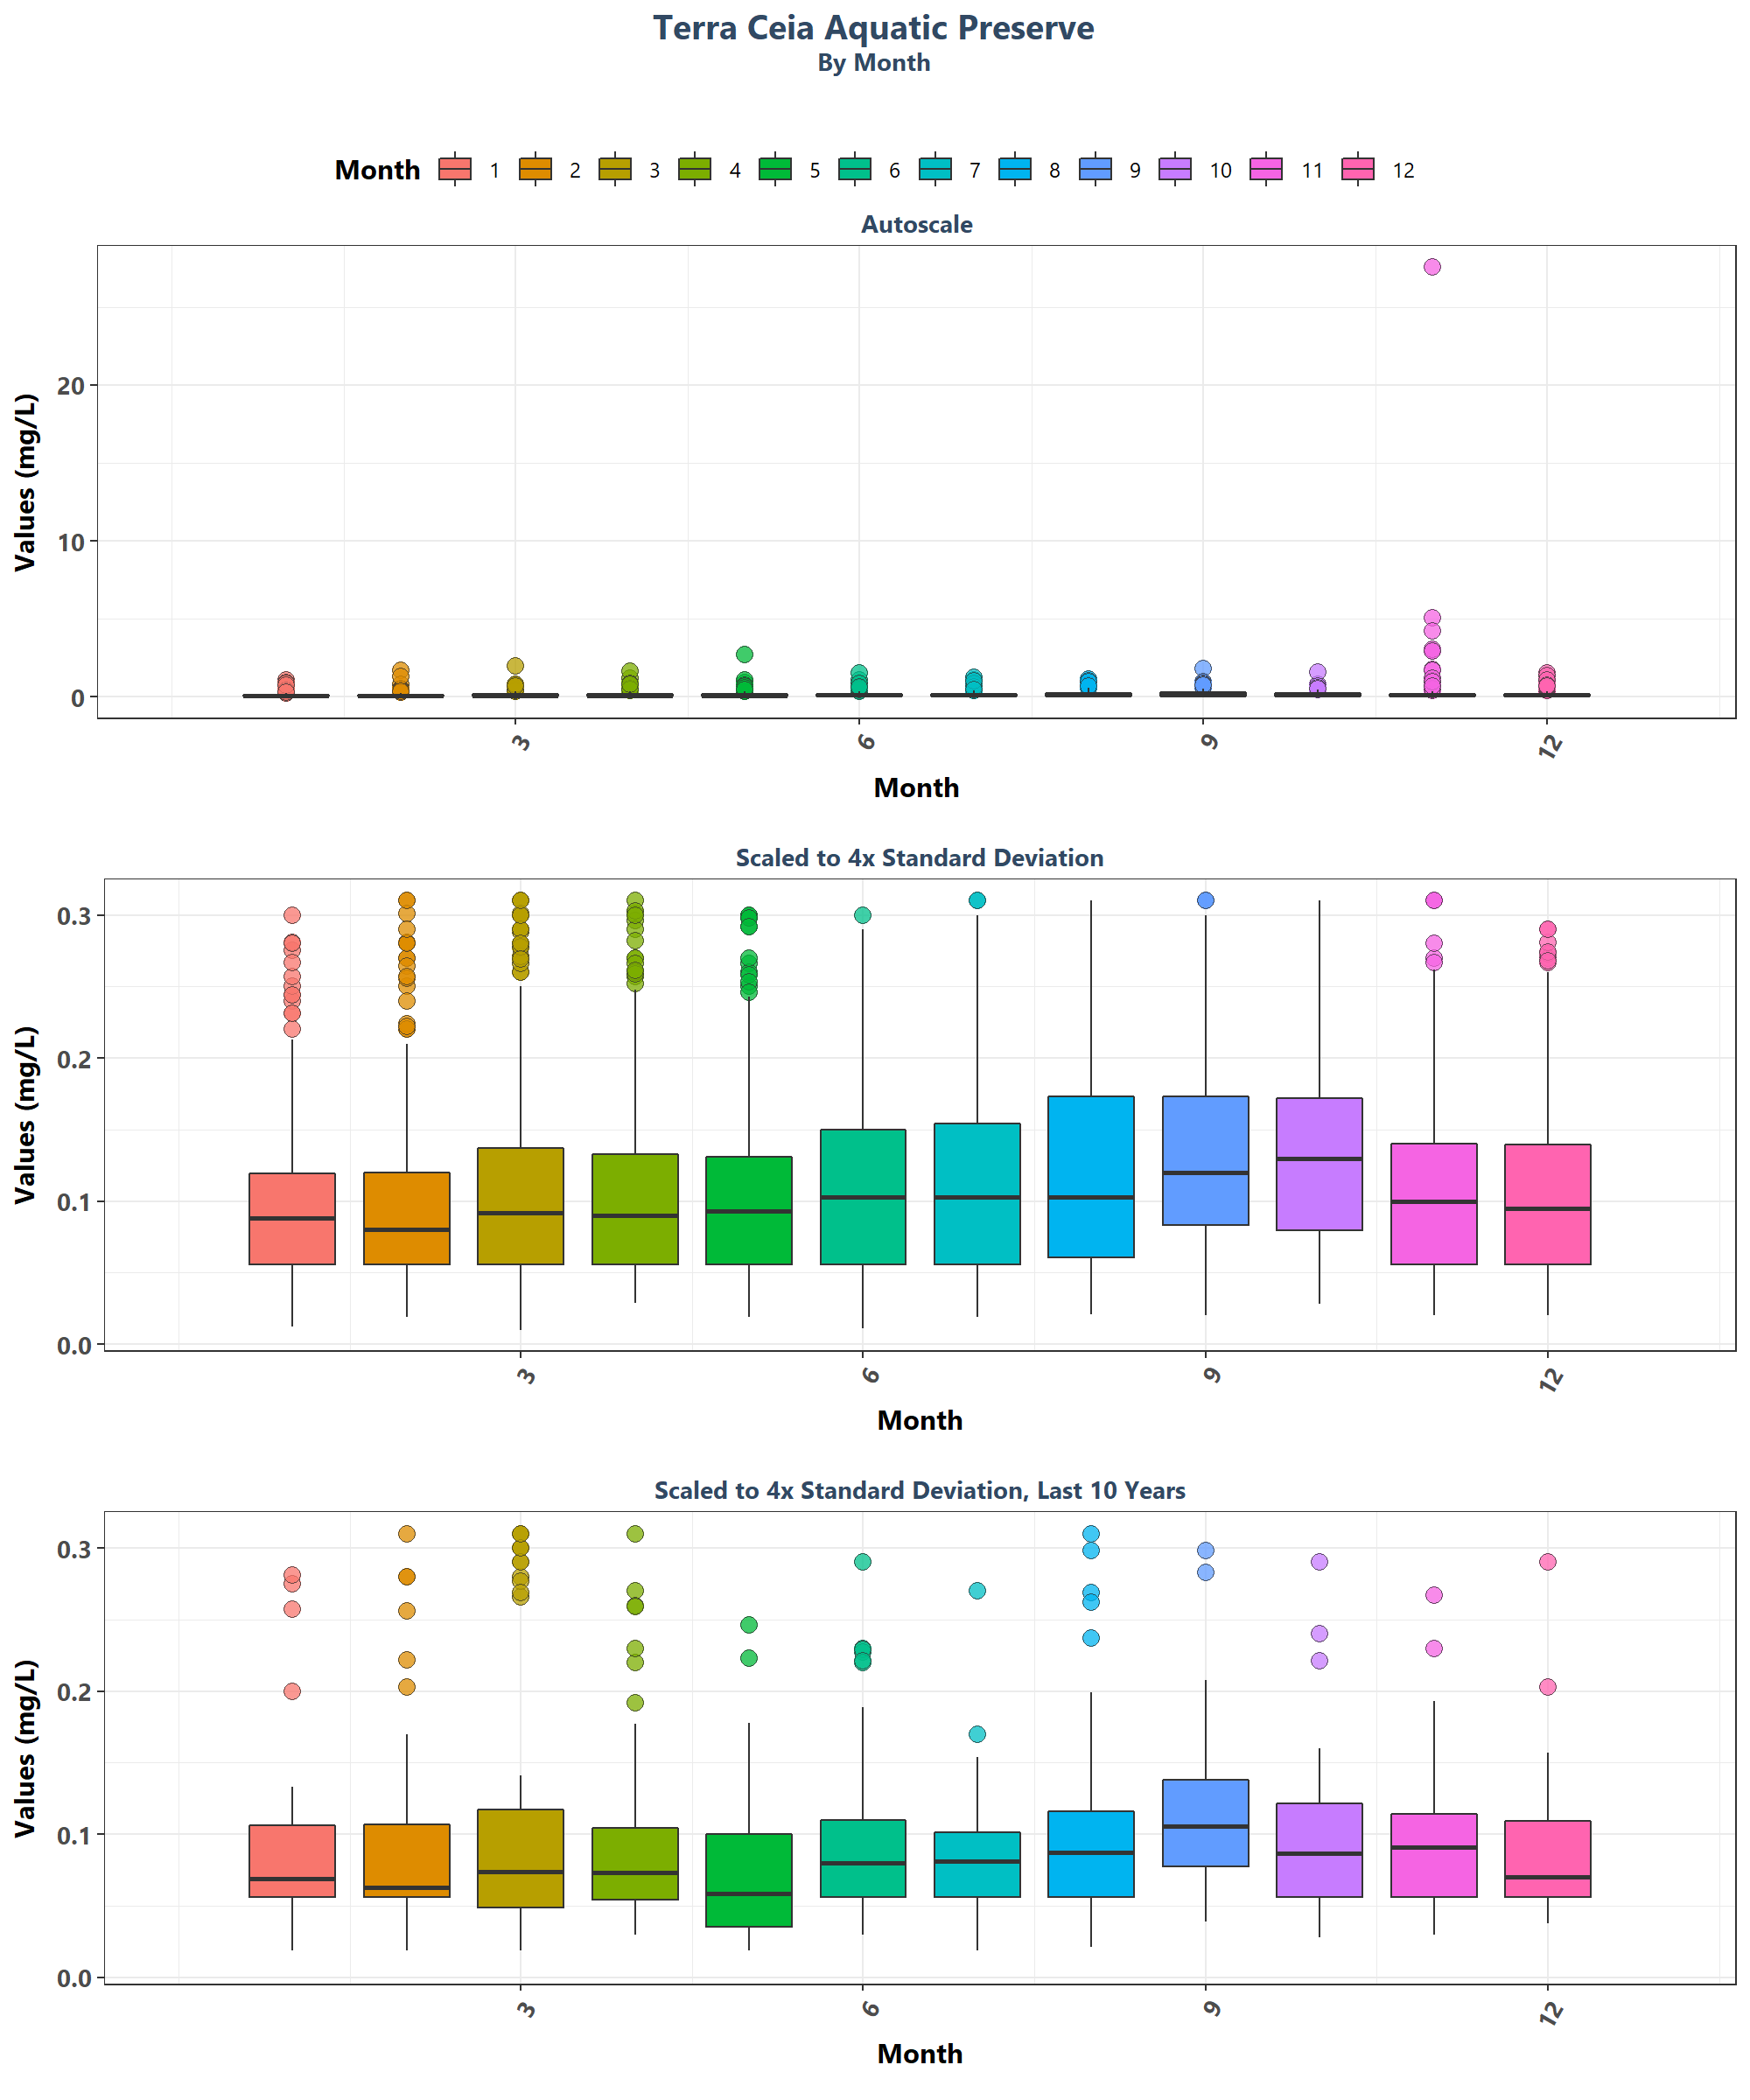 Terra Ceia Aquatic Preserve
By Month
Month 1 2 3 4 5 6 7 8 9 10 11 12
Autoscale
Values (mg/L)
20
10
0
3 6 9 12
Month
Scaled to 4x Standard Deviation
Values (mg/L)
0.3
0.2
0.1
0.0
3 6 9 12
Month
Scaled to 4x Standard Deviation, Last 10 Years
Values (mg/L)
0.3
0.2
0.1
0.0
3 6 9 12
Month